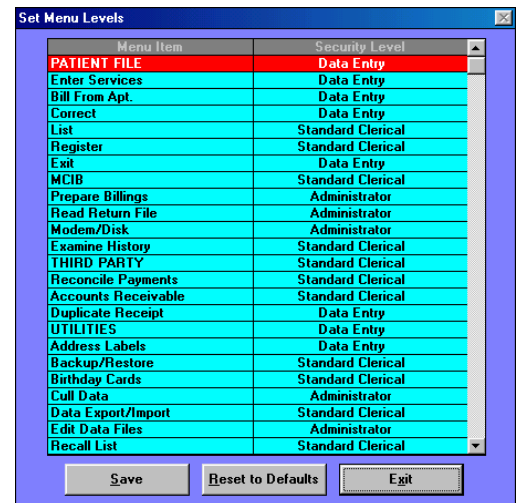 Set Menu Levels
Menu Item Security Level
PATIENT FILE Data Entry
Enter Services Data Entry
Bill From Apt. Data Entry
Correct Data Entry
List Standard Clerical
Register Standard Clerical
Exit Data Entry
MCIB Standard Clerical
Prepare Billings Administrator
Read Return File Administrator
Modem/Disk Administrator
Examine History Standard Clerical
THIRD PARTY Standard Clerical
Reconcile Payments Standard Clerical
Accounts Receivable Standard Clerical
Duplicate Receipt Data Entry
UTILITIES Data Entry
Address Labels Data Entry
Backup/Restore Standard Clerical
Birthday Cards Standard Clerical
Cull Data Administrator
Data Export/Import Standard Clerical
Edit Data Files Administrator
Recall List Standard Clerical
Save Reset to Defaults Exit